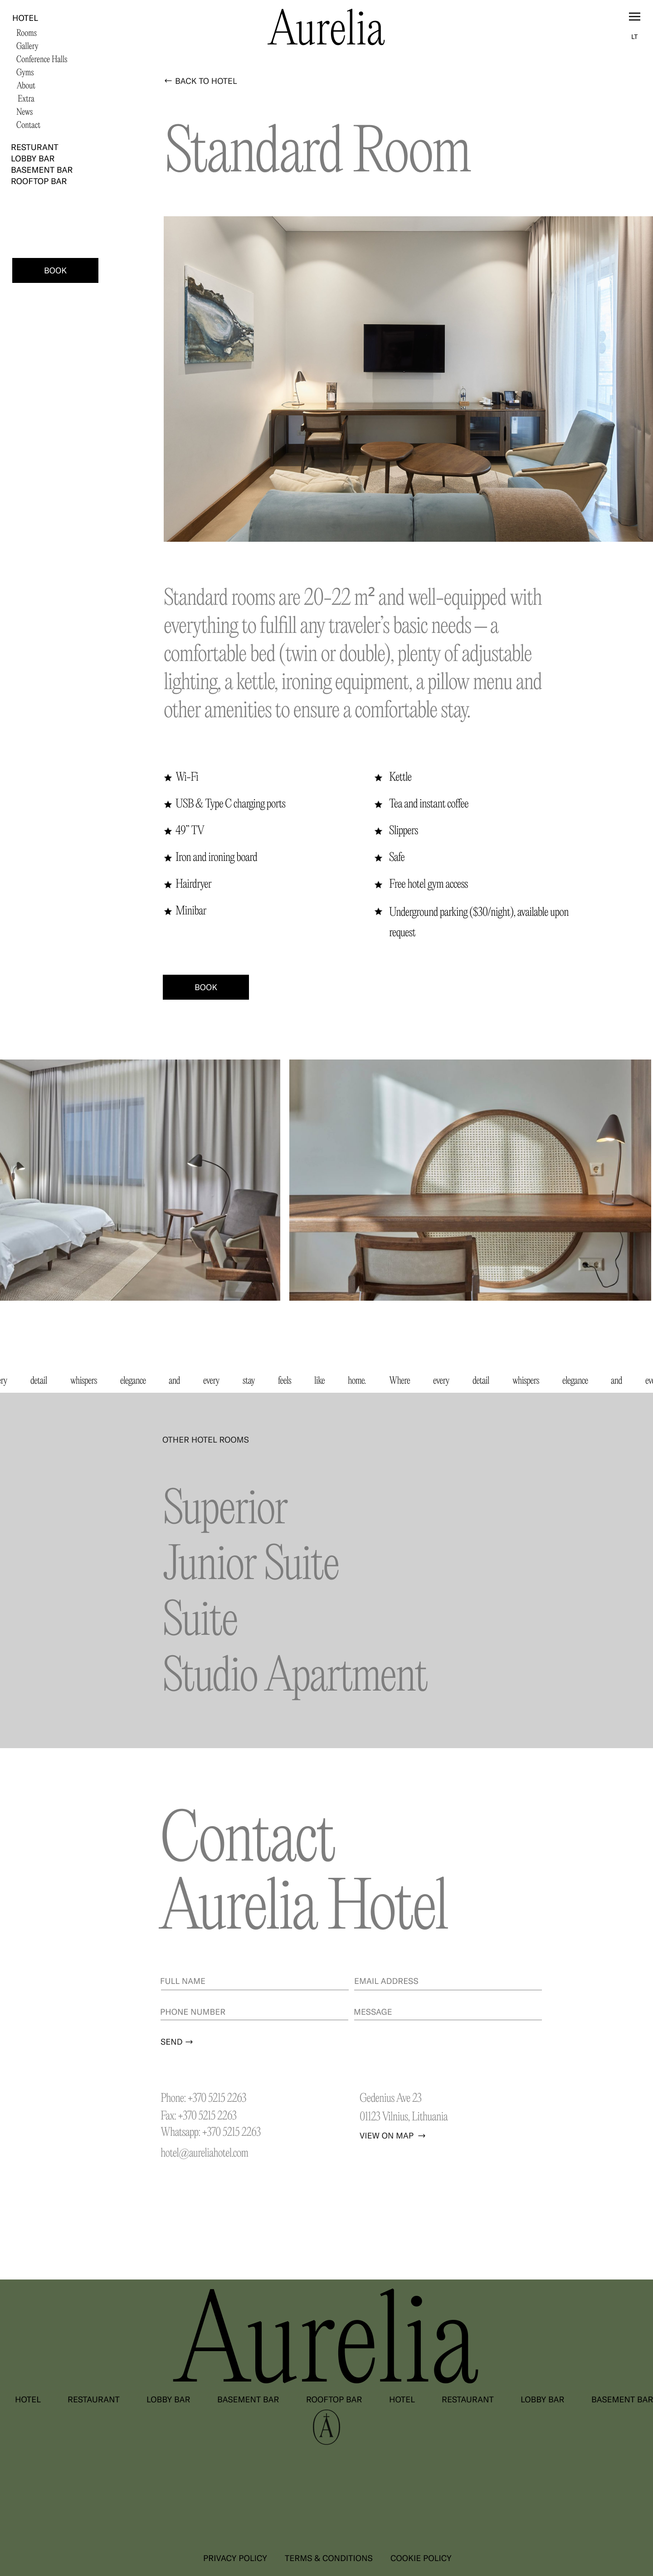 HOTEL
Rooms
Gallery
Conference Halls
Gyms
About
Extra
News
Contact
RESTURANT
LOBBY BAR
BASEMENT BAR
ROOFTOP BAR
BOOK
Aurelia
LT
← BACK TO HOTEL
Standard Room
Standard rooms are 20-22 m² and well-equipped with
everything to fulfill any traveler’s basic needs – a
comfortable bed (twin or double), plenty of adjustable
lighting, a kettle, ironing equipment, a pillow menu and
other amenities to ensure a comfortable stay.
★ Wi-Fi
★ USB & Type C charging ports
★ 49” TV
★ Iron and ironing board
★ Hairdryer
★ Minibar
★ Kettle
★ Tea and instant coffee
★ Slippers
★ Safe
★ Free hotel gym access
★ Underground parking ($30/night), available upon
request
BOOK
ery detail whispers elegance and every stay feels like home. Where every detail whispers elegance and eve
OTHER HOTEL ROOMS
Superior
Junior Suite
Suite
Studio Apartment
Contact
Aurelia Hotel
FULL NAME EMAIL ADDRESS
PHONE NUMBER MESSAGE
SEND →
Phone: +370 5215 2263
Fax: +370 5215 2263
Whatsapp: +370 5215 2263
hotel@aureliahotel.com
Gedenius Ave 23
01123 Vilnius, Lithuania
VIEW ON MAP →
Aurelia
HOTEL RESTAURANT LOBBY BAR BASEMENT BAR ROOFTOP BAR HOTEL RESTAURANT LOBBY BAR BASEMENT BAR
A
PRIVACY POLICY TERMS & CONDITIONS COOKIE POLICY